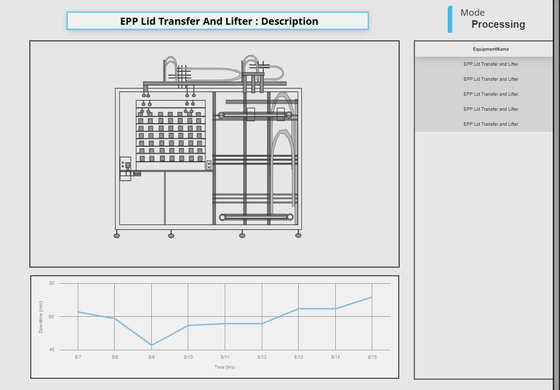 EPP Lid Transfer And Lifter : Description
Mode
Processing
EquipmentName
EPP Lid Transfer and Lifter
EPP Lid Transfer and Lifter
EPP Lid Transfer and Lifter
EPP Lid Transfer and Lifter
EPP Lid Transfer and Lifter
80
60
40
Downtime (min)
8/7
8/8
8/9
8/10
8/11
8/12
8/13
8/14
8/15
Time (hrs)